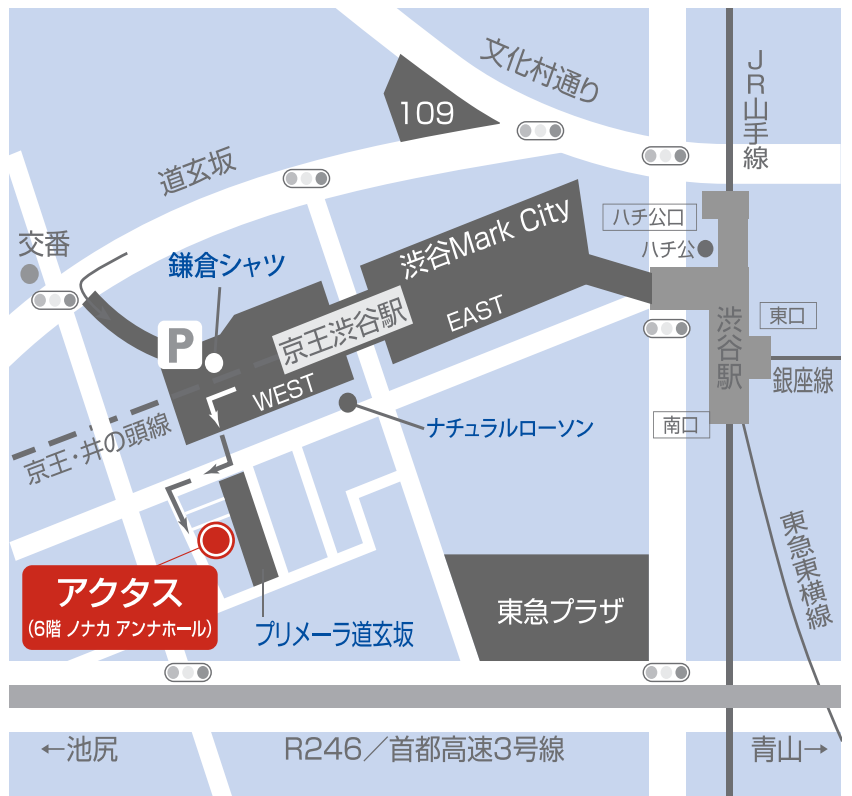 文化村通り
JR山手線
109
道玄坂
ハチ公口
渋谷Mark City
交番
ハチ公
鎌倉シャツ
京王渋谷駅
EAST
東口
P
渋谷駅
WEST
銀座線
南口
ナチュラルローソン
京王・井の頭線
東急東横線
アクタス
(6階 ノナカ アンナホール)
東急プラザ
プリメーラ道玄坂
←池尻
R246／首都高速3号線
青山→